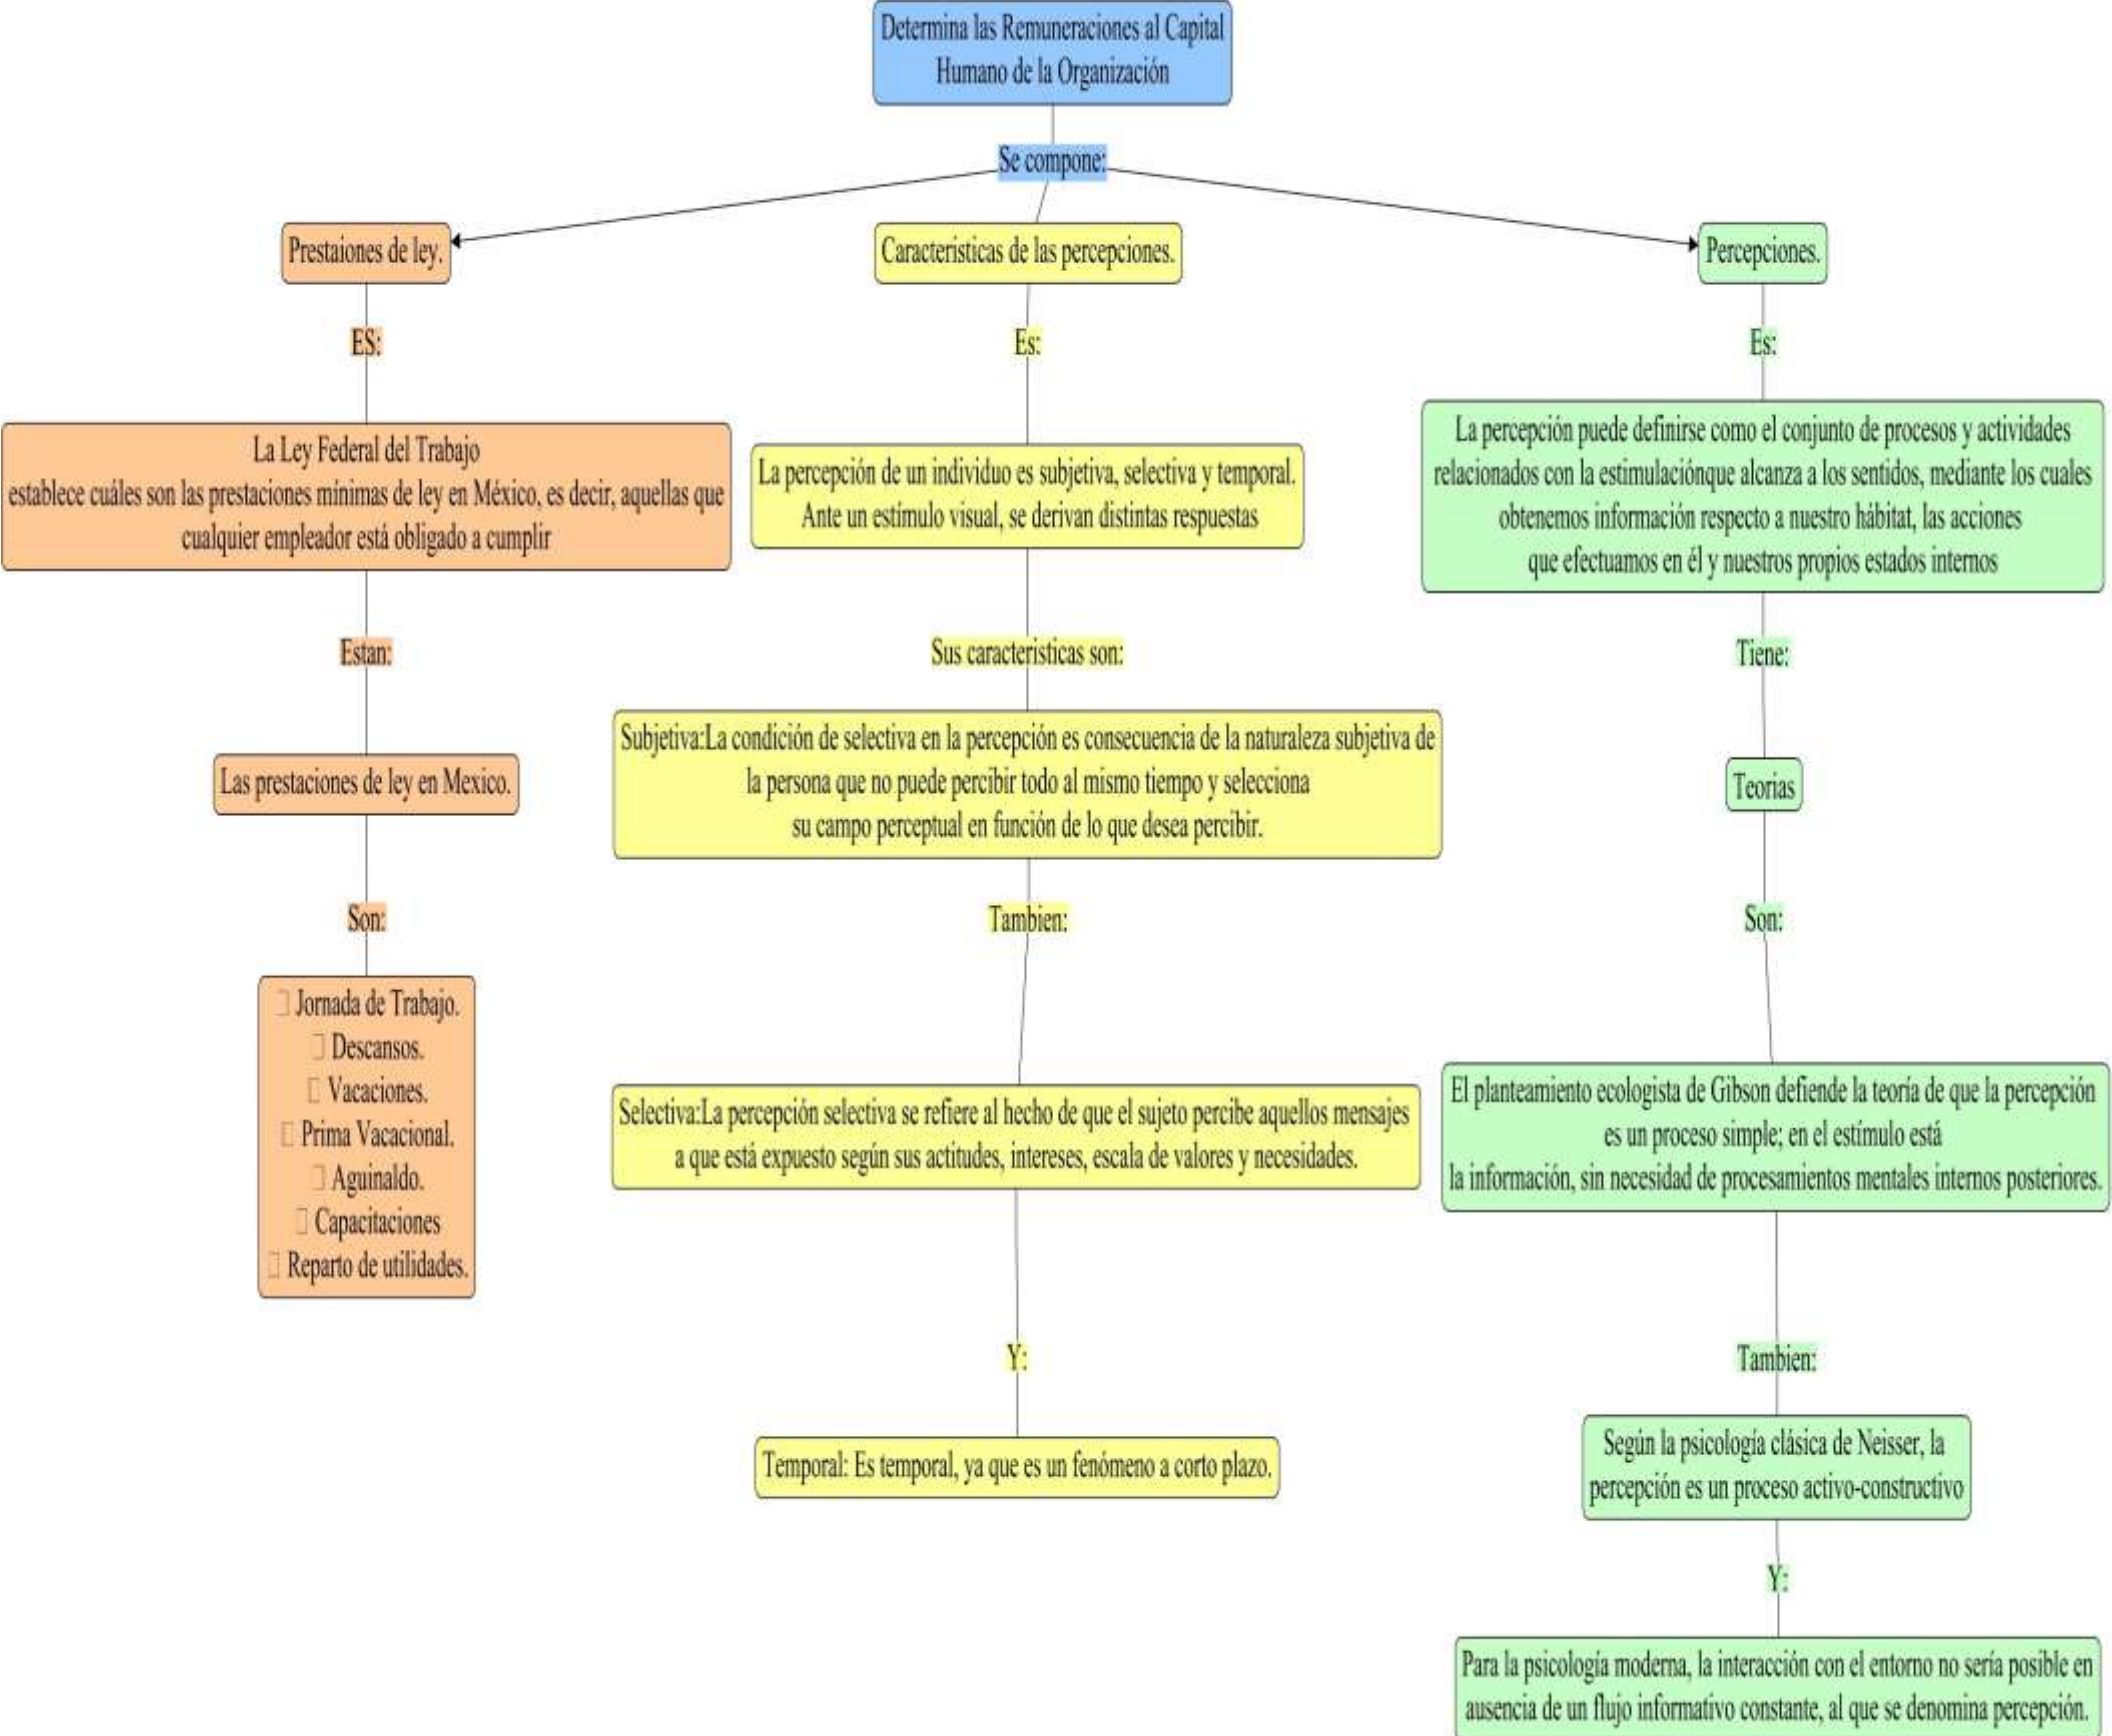 Determina las Remuneraciones al Capital
Humano de la Organización
Se compone:
Prestaiones de ley.
ES:
La Ley Federal del Trabajo
establece cuáles son las prestaciones mínimas de ley en México, es decir, aquellas que
cualquier empleador está obligado a cumplir
Estan:
Las prestaciones de ley en Mexico.
Son:
Jornada de Trabajo.
Descansos.
Vacaciones.
Prima Vacacional.
Aguinaldo.
Capacitaciones
Reparto de utilidades.
Caracteristicas de las percepciones.
Es:
La percepción de un individuo es subjetiva, selectiva y temporal.
Ante un estímulo visual, se derivan distintas respuestas
Sus caracteristicas son:
Subjetiva:La condición de selectiva en la percepción es consecuencia de la naturaleza subjetiva de
la persona que no puede percibir todo al mismo tiempo y selecciona
su campo perceptual en función de lo que desea percibir.
Tambien:
Selectiva:La percepción selectiva se refiere al hecho de que el sujeto percibe aquellos mensajes
a que está expuesto según sus actitudes, intereses, escala de valores y necesidades.
Y:
Temporal: Es temporal, ya que es un fenómeno a corto plazo.
Percepciones.
Es:
La percepción puede definirse como el conjunto de procesos y actividades
relacionados con la estimulaciónque alcanza a los sentidos, mediante los cuales
obtenemos información respecto a nuestro hábitat, las acciones
que efectuamos en él y nuestros propios estados internos
Tiene:
Teorias
Son:
El planteamiento ecologista de Gibson defiende la teoría de que la percepción
es un proceso simple; en el estímulo está
la información, sin necesidad de procesamientos mentales internos posteriores.
Tambien:
Según la psicología clásica de Neisser, la
percepción es un proceso activo-constructivo
Y:
Para la psicología moderna, la interacción con el entorno no sería posible en
ausencia de un flujo informativo constante, al que se denomina percepción.